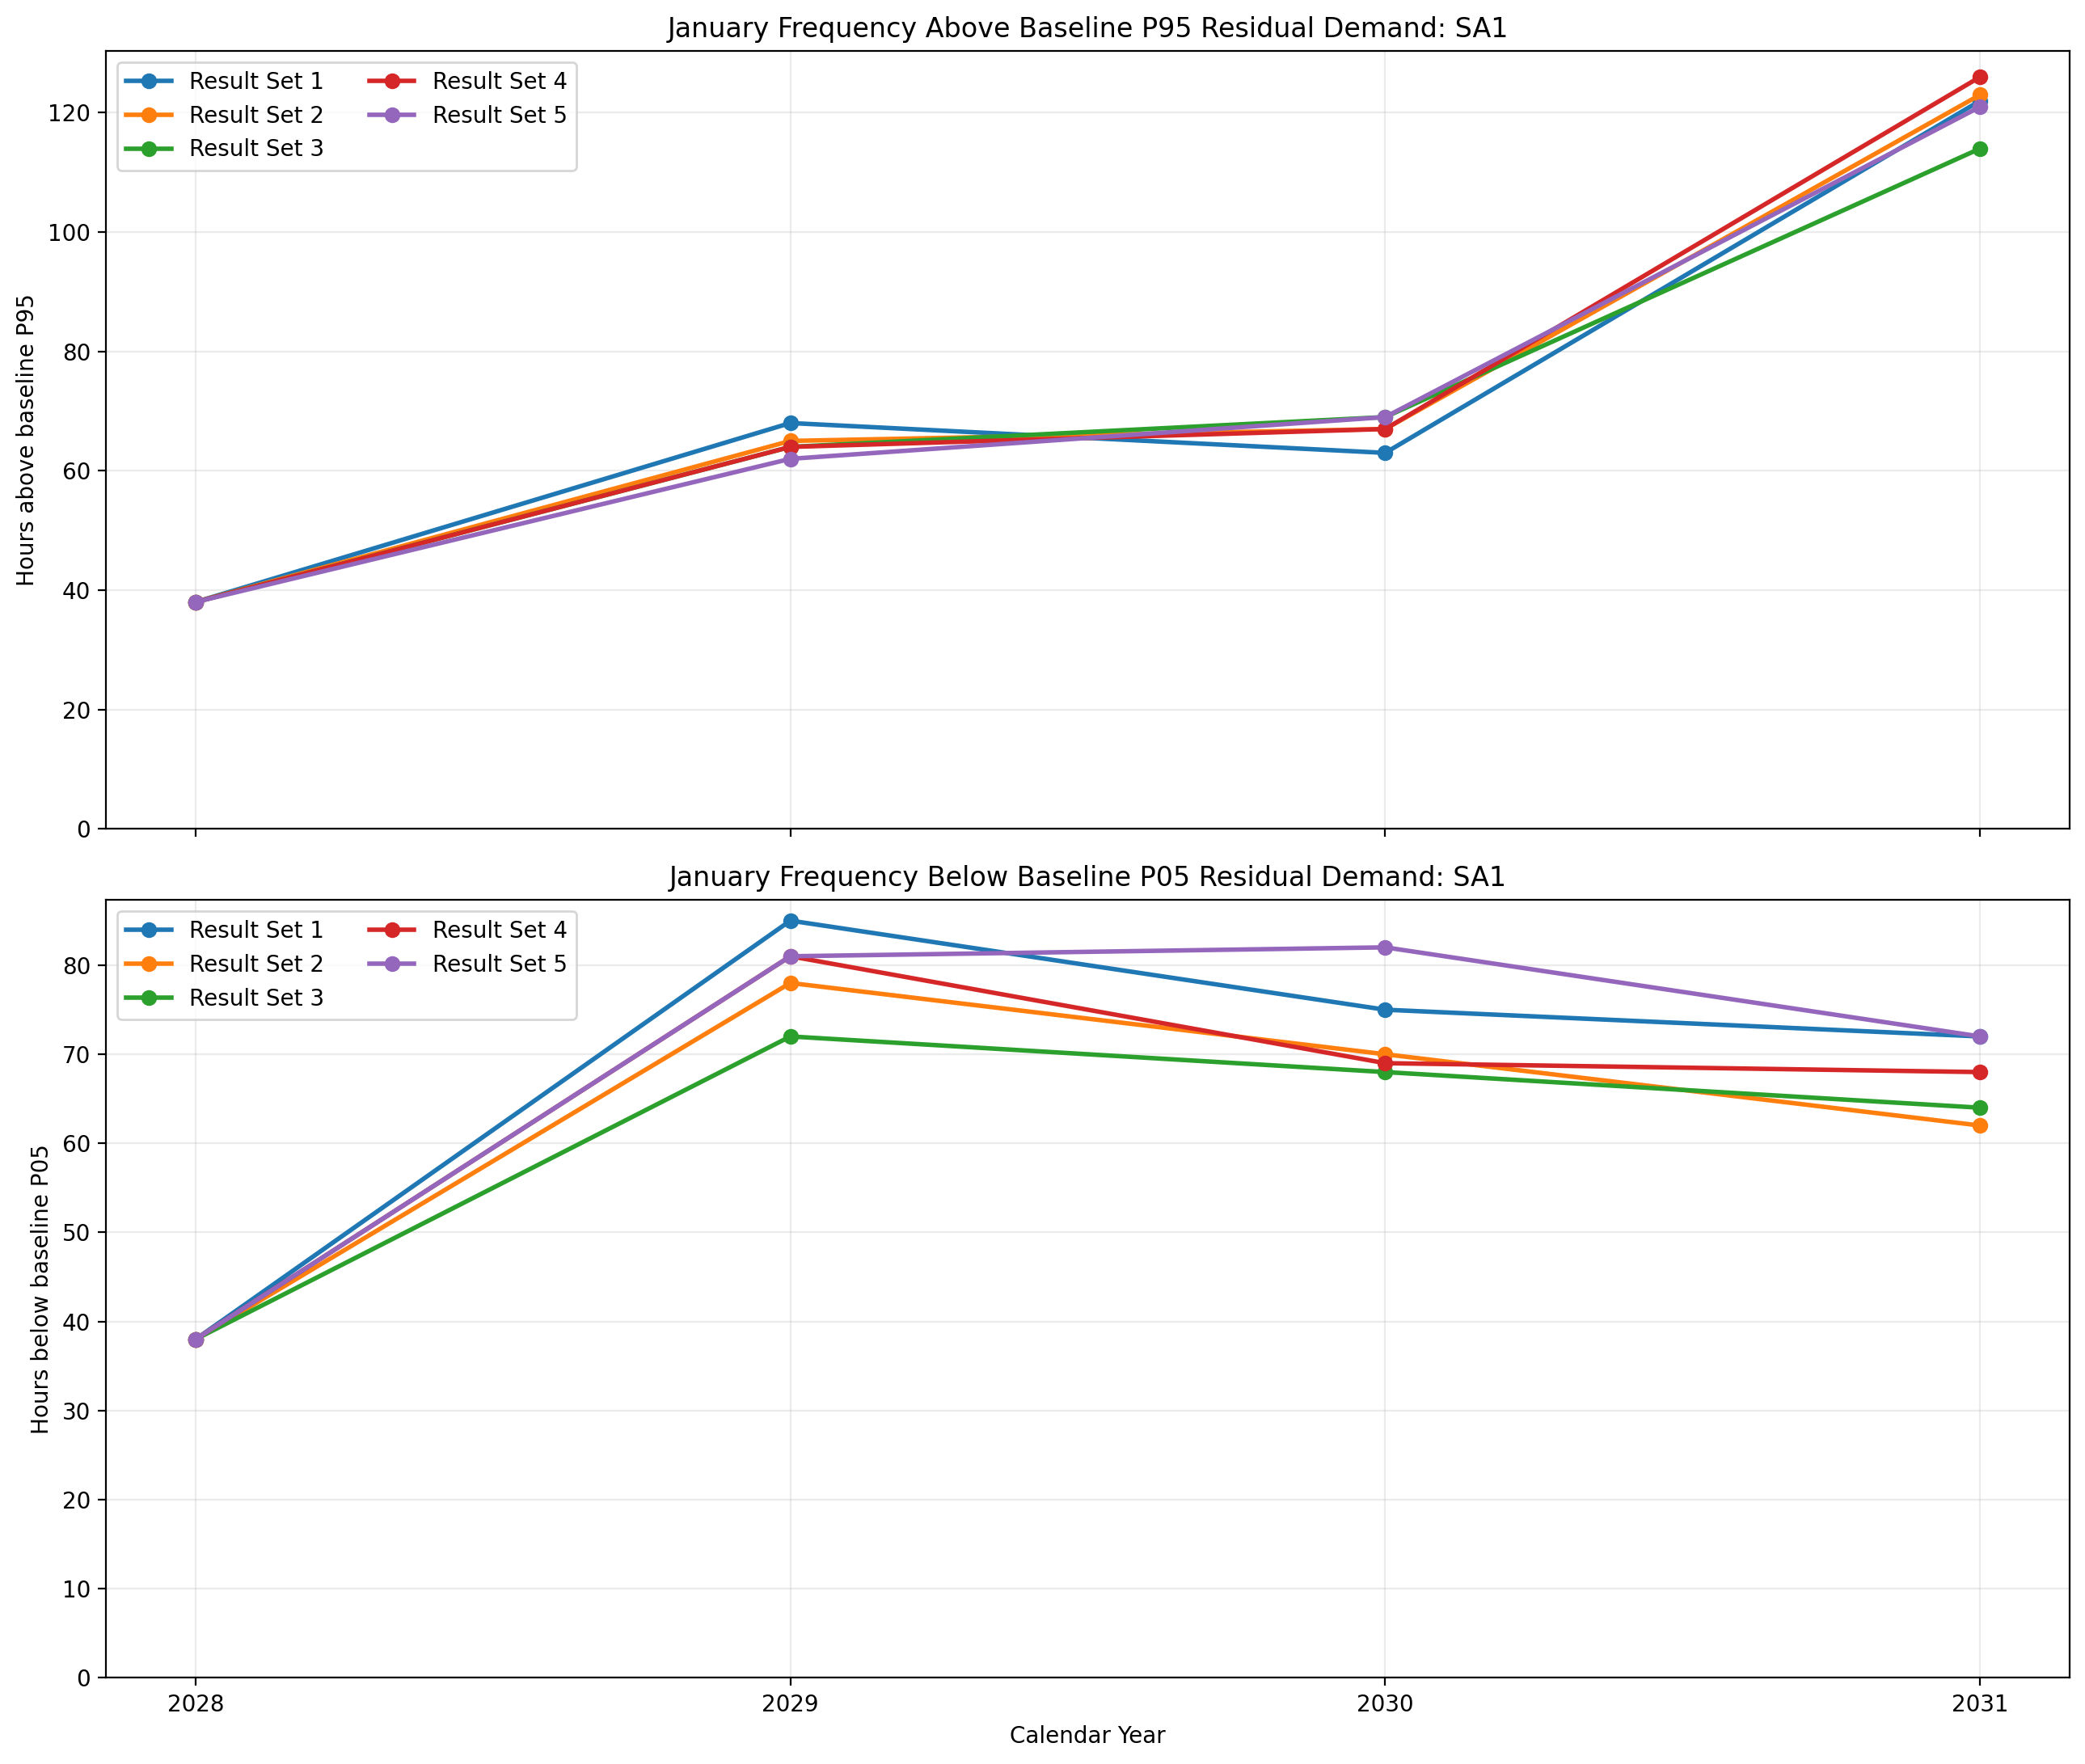 January Frequency Above Baseline P95 Residual Demand: SA1
Result Set 1
Result Set 2
Result Set 3
Result Set 4
Result Set 5
Hours above baseline P95
120
100
80
60
40
20
0
January Frequency Below Baseline P05 Residual Demand: SA1
Result Set 1
Result Set 2
Result Set 3
Result Set 4
Result Set 5
Hours below baseline P05
80
70
60
50
40
30
20
10
0
2028 2029 2030 2031
Calendar Year